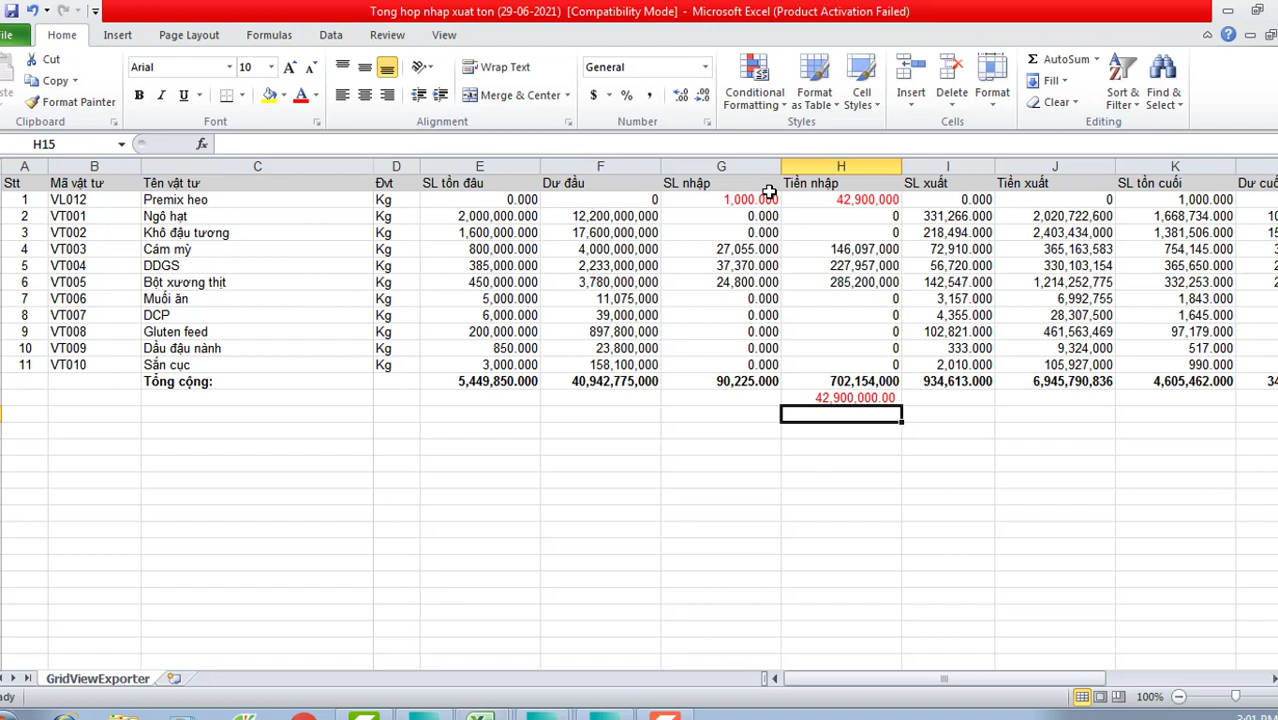 Tong hop nhap xuat ton (29-06-2021) [Compatibility Mode] - Microsoft Excel (Product Activation Failed)
File Home Insert Page Layout Formulas Data Review View
Cut Arial 10 Wrap Text General AutoSum
Copy Conditional Format Cell Insert Delete Format Fill Sort & Find &
Format Painter B I U Merge & Center $ % , Formatting as Table Styles Clear Filter Select
Clipboard Font Alignment Number Styles Cells Editing
H15 fx
A B C D E F G H I J K
Stt Mã vật tư Tên vật tư Đvt SL tồn đầu Dư đầu SL nhập Tiền nhập SL xuất Tiền xuất SL tồn cuối Dư cuố
1 VL012 Premix heo Kg 0.000 0 1,000.000 42,900,000 0.000 0 1,000.000
2 VT001 Ngô hạt Kg 2,000,000.000 12,200,000,000 0.000 0 331,266.000 2,020,722,600 1,668,734.000 10
3 VT002 Khô đậu tương Kg 1,600,000.000 17,600,000,000 0.000 0 218,494.000 2,403,434,000 1,381,506.000 15
4 VT003 Cám mỳ Kg 800,000.000 4,000,000,000 27,055.000 146,097,000 72,910.000 365,163,583 754,145.000 3
5 VT004 DDGS Kg 385,000.000 2,233,000,000 37,370.000 227,957,000 56,720.000 330,103,154 365,650.000 2
6 VT005 Bột xương thịt Kg 450,000.000 3,780,000,000 24,800.000 285,200,000 142,547.000 1,214,252,775 332,253.000 2
7 VT006 Muối ăn Kg 5,000.000 11,075,000 0.000 0 3,157.000 6,992,755 1,843.000
8 VT007 DCP Kg 6,000.000 39,000,000 0.000 0 4,355.000 28,307,500 1,645.000
9 VT008 Gluten feed Kg 200,000.000 897,800,000 0.000 0 102,821.000 461,563,469 97,179.000
10 VT009 Dầu đậu nành Kg 850.000 23,800,000 0.000 0 333.000 9,324,000 517.000
11 VT010 Sắn cục Kg 3,000.000 158,100,000 0.000 0 2,010.000 105,927,000 990.000
Tổng cộng: 5,449,850.000 40,942,775,000 90,225.000 702,154,000 934,613.000 6,945,790,836 4,605,462.000 34
42,900,000.00
GridViewExporter
100%